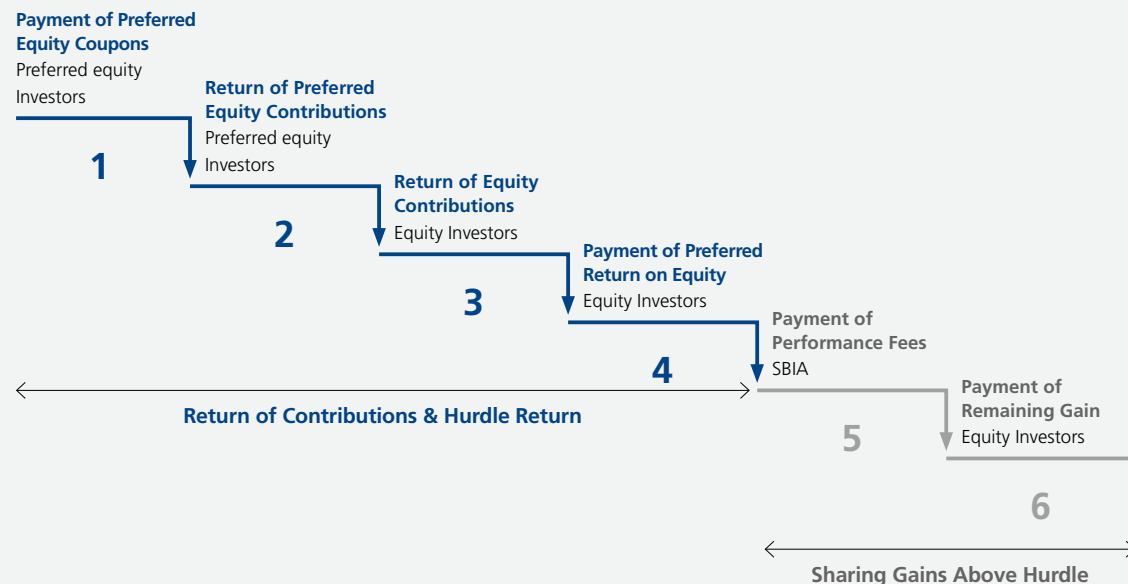 Payment of Preferred
Equity Coupons
Preferred equity
Investors
1
Return of Preferred
Equity Contributions
Preferred equity
Investors
2
Return of Equity
Contributions
Equity Investors
3
Payment of Preferred
Return on Equity
Equity Investors
4
Return of Contributions & Hurdle Return
Payment of
Performance Fees
SBIA
5
Payment of
Remaining Gain
Equity Investors
6
Sharing Gains Above Hurdle